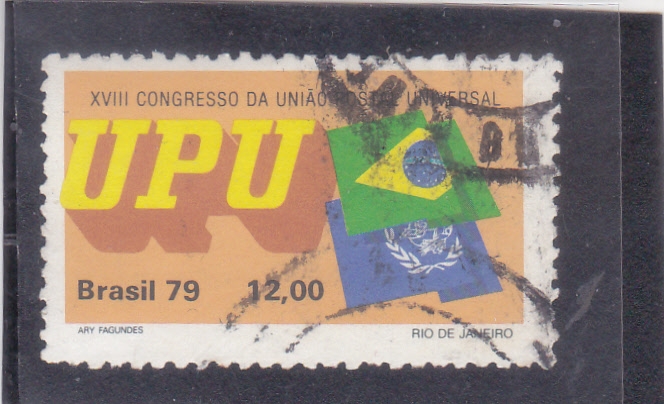 XVIII CONGRESSO DA UNIÃO POSTAL UNIVERSAL
UPU
Brasil 79 12,00
ARY FAGUNDES RIO DE JANEIRO